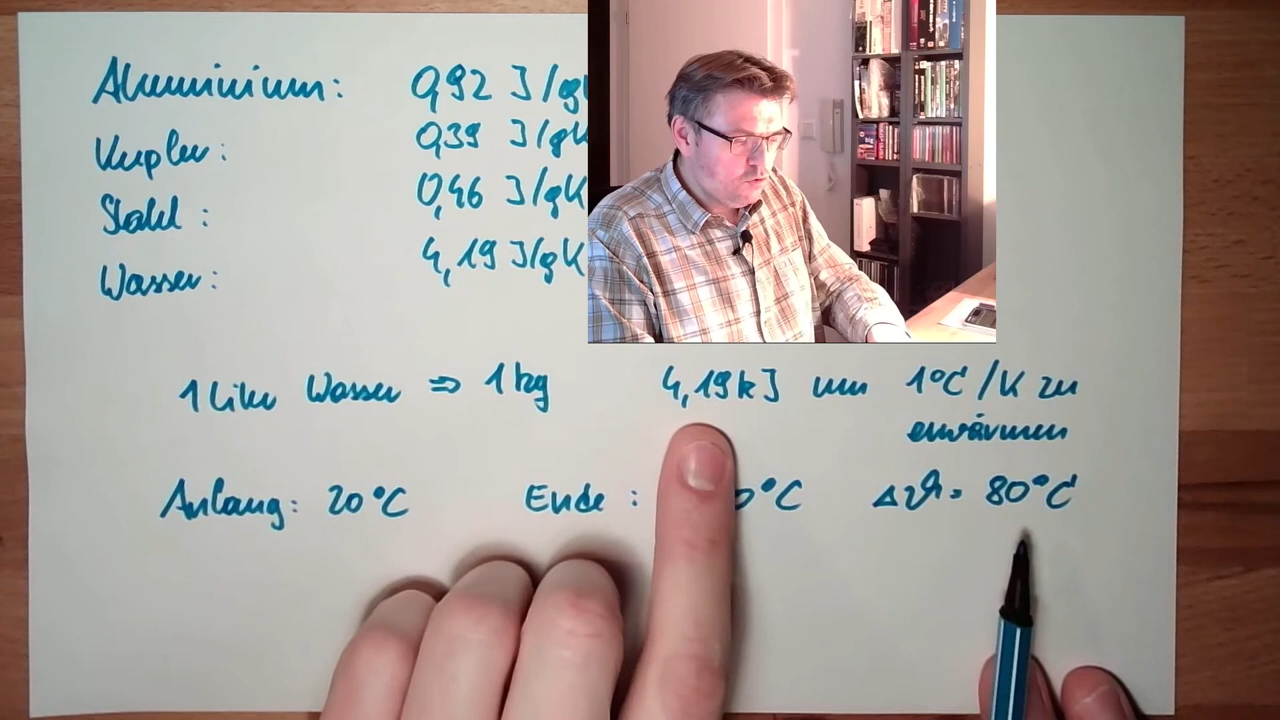 Aluminium: 0,92 J/gK
Kupfer: 0,39 J/gK
Stahl: 0,46 J/gK
Wasser: 4,19 J/gK
1 Liter Wasser ⇒ 1 kg 4,19 kJ um 1°C/K zu
erwärmen
Anfang: 20°C Ende: 0°C Δϑ= 80°C